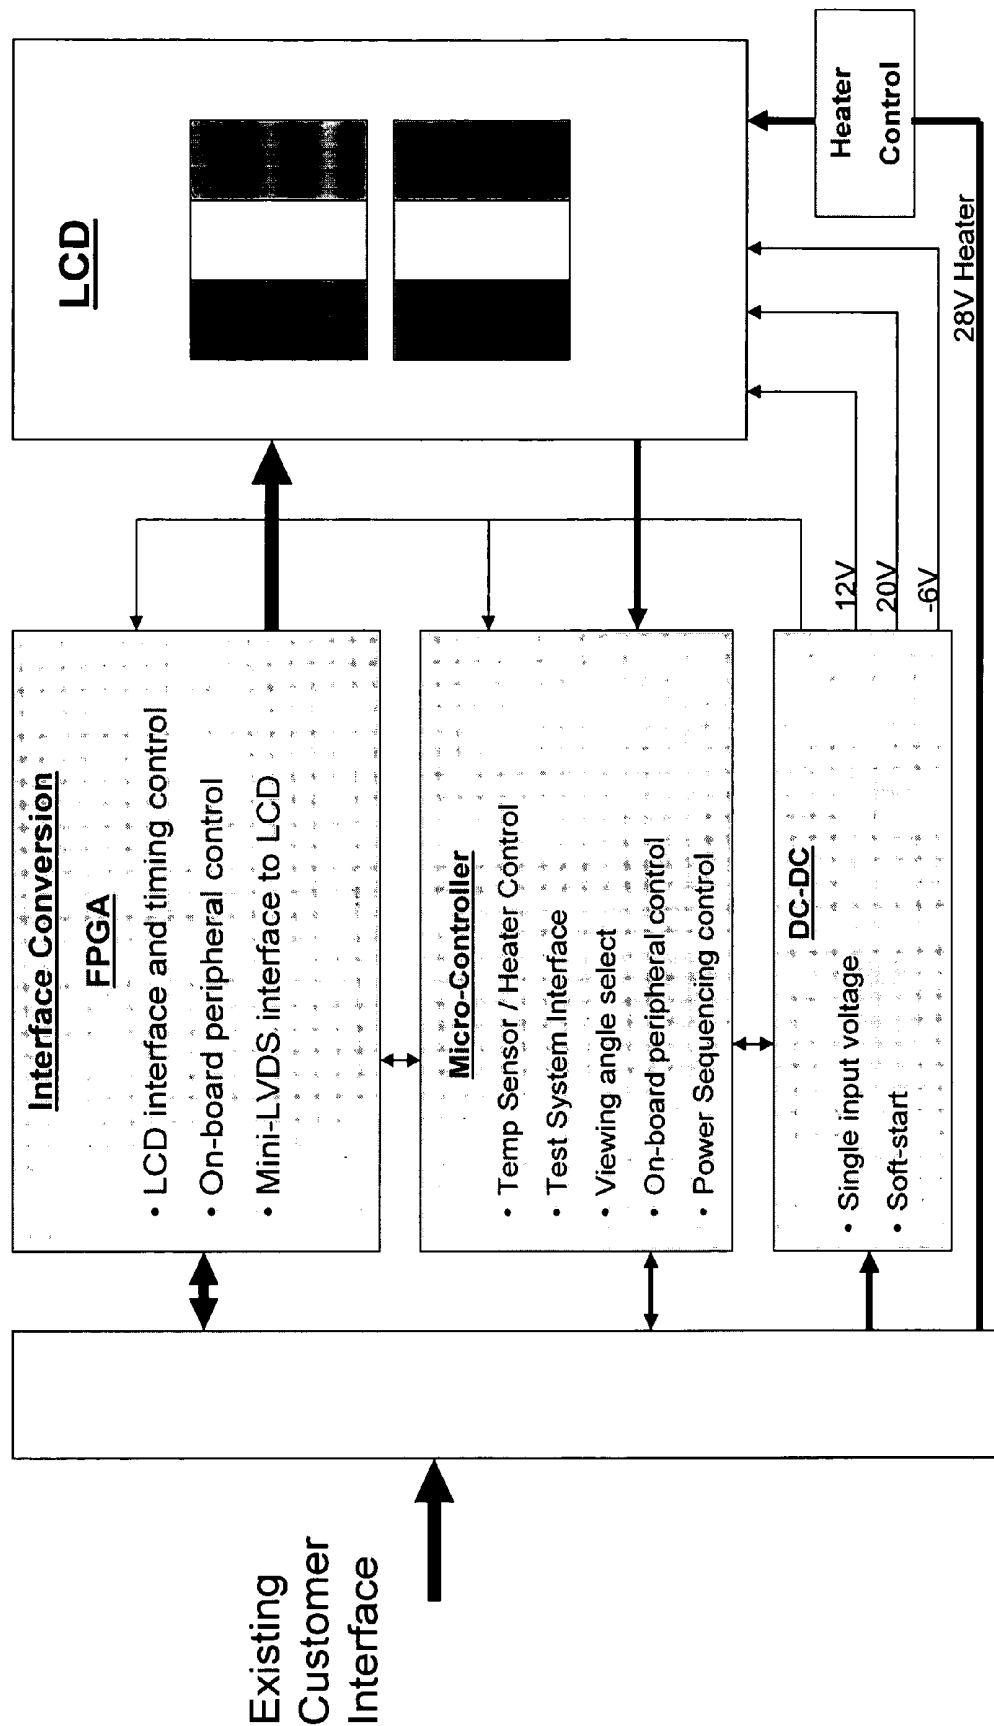 Existing
Customer
Interface
Interface Conversion
FPGA
• LCD interface and timing control
• On-board peripheral control
• Mini-LVDS interface to LCD
Micro-Controller
• Temp Sensor / Heater Control
• Test System Interface
• Viewing angle select
• On-board peripheral control
• Power Sequencing control
DC-DC
• Single input voltage
• Soft-start
12V
20V
-6V
LCD
28V Heater
Heater
Control